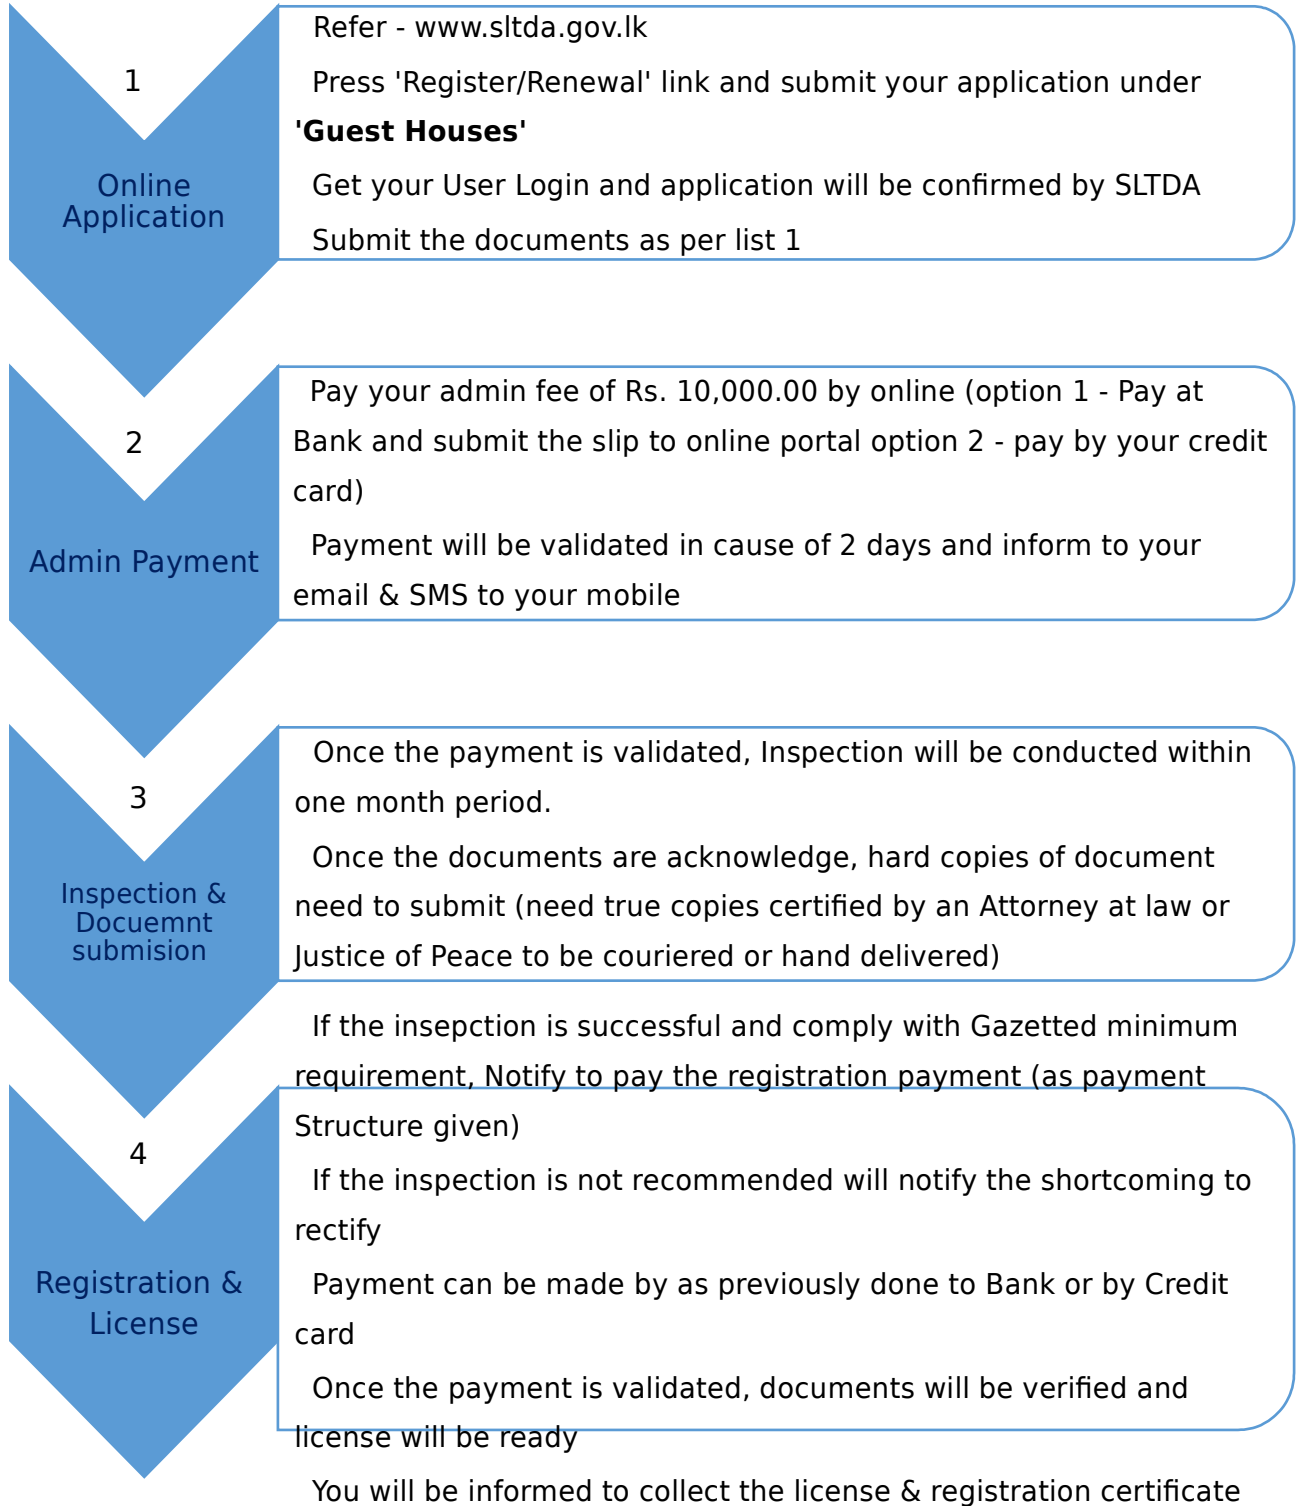 1
Online
Application
Refer - www.sltda.gov.lk
Press 'Register/Renewal' link and submit your application under
'Guest Houses'
Get your User Login and application will be confirmed by SLTDA
Submit the documents as per list 1
2
Admin Payment
Pay your admin fee of Rs. 10,000.00 by online (option 1 - Pay at
Bank and submit the slip to online portal option 2 - pay by your credit
card)
Payment will be validated in cause of 2 days and inform to your
email & SMS to your mobile
3
Inspection &
Docuemnt
submision
Once the payment is validated, Inspection will be conducted within
one month period.
Once the documents are acknowledge, hard copies of document
need to submit (need true copies certified by an Attorney at law or
Justice of Peace to be couriered or hand delivered)
4
Registration &
License
If the insepction is successful and comply with Gazetted minimum
requirement, Notify to pay the registration payment (as payment
Structure given)
If the inspection is not recommended will notify the shortcoming to
rectify
Payment can be made by as previously done to Bank or by Credit
card
Once the payment is validated, documents will be verified and
license will be ready
You will be informed to collect the license & registration certificate